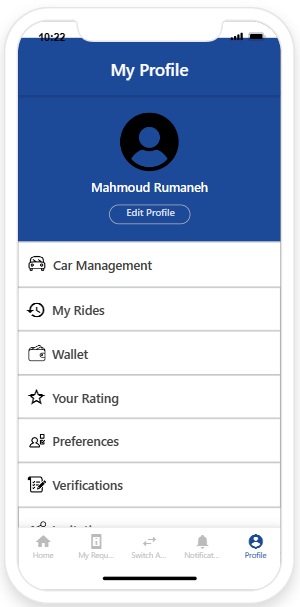 10:22
My Profile
Mahmoud Rumaneh
Edit Profile
Car Management
My Rides
Wallet
Your Rating
Preferences
Verifications
Home
My Requ...
Switch A...
Notificat...
Profile